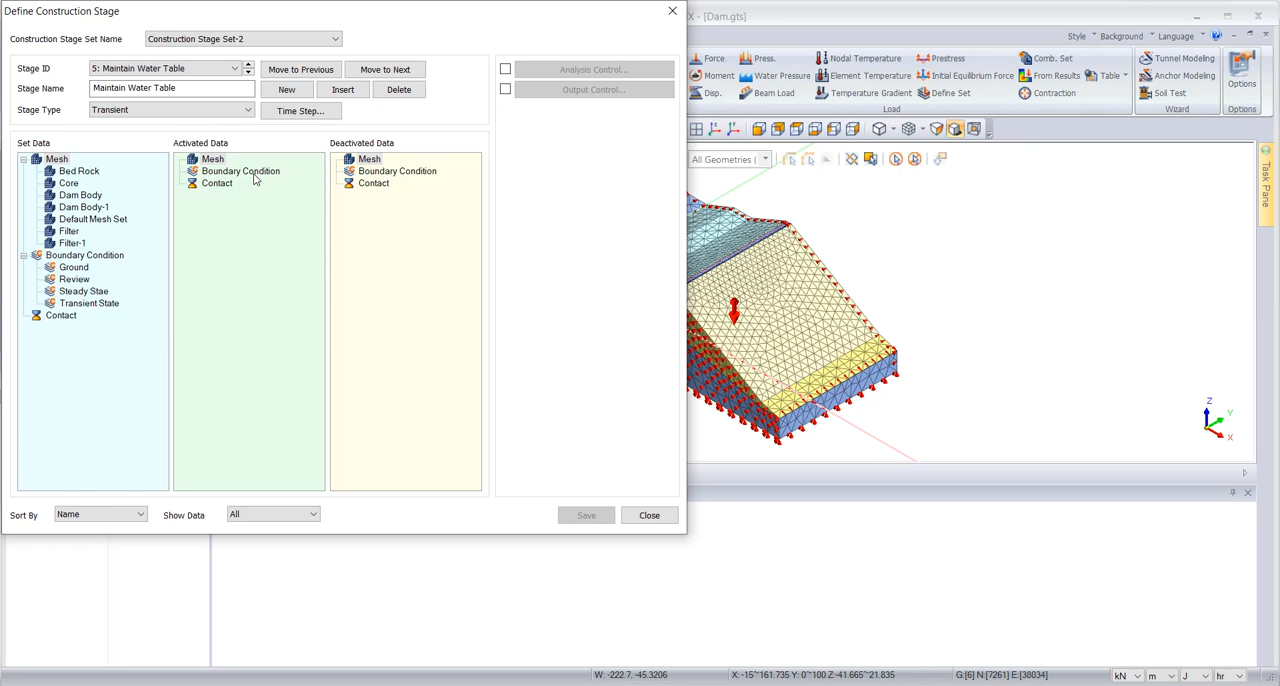 Define Construction Stage
X - [Dam.gts]
Style Background Language
Construction Stage Set Name Construction Stage Set-2
Stage ID 5: Maintain Water Table Move to Previous Move to Next
Stage Name Maintain Water Table New Insert Delete
Stage Type Transient Time Step...
Analysis Control...
Output Control...
Force Press. Nodal Temperature Prestress Comb. Set Tunnel Modeling
Moment Water Pressure Element Temperature Initial Equilibrium Force From Results Table Anchor Modeling
Disp. Beam Load Temperature Gradient Define Set Contraction Soil Test
Options
Load Wizard Options
All Geometries (
Task Pane
Set Data Activated Data Deactivated Data
Mesh Mesh Mesh
Bed Rock Boundary Condition Boundary Condition
Core Contact Contact
Dam Body
Dam Body-1
Default Mesh Set
Filter
Filter-1
Boundary Condition
Ground
Review
Steady Stae
Transient State
Contact
Z
Y
X
Sort By Name Show Data All Save Close
W: -222.7, -45.3206 X: -15~161.735 Y: 0~100 Z:-41.665~21.835 G:[6] N:[7261] E:[38034] kN m J hr